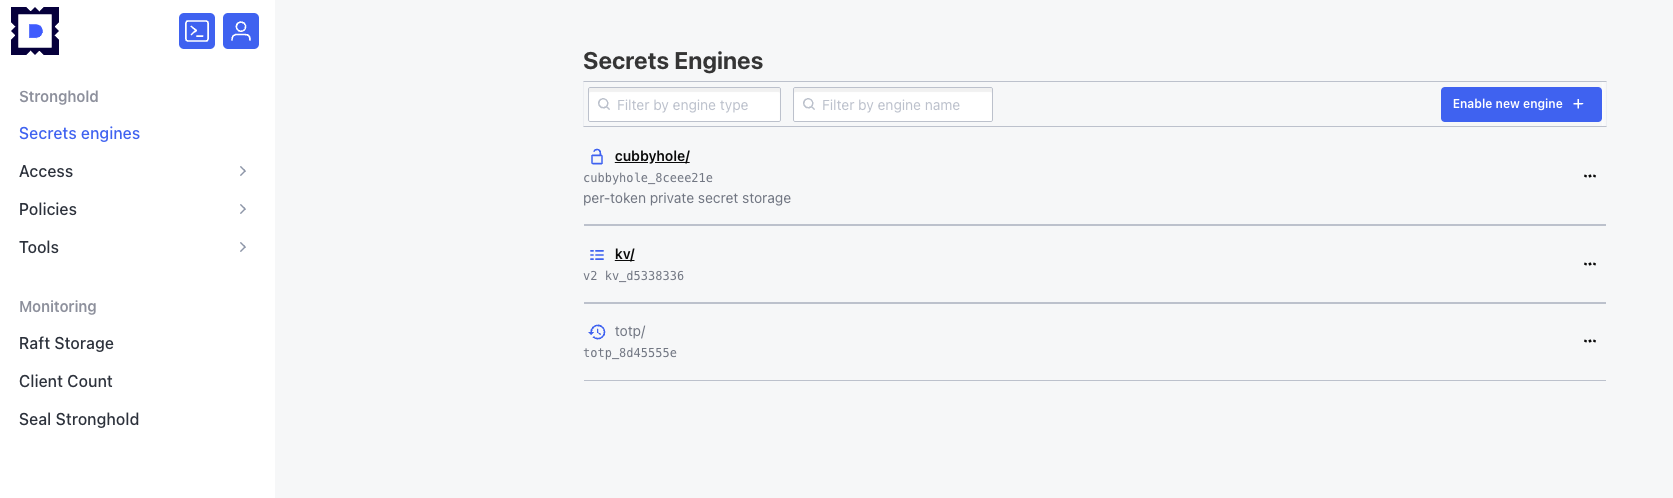 D
Stronghold
Secrets engines
Access
Policies
Tools
Monitoring
Raft Storage
Client Count
Seal Stronghold
Secrets Engines
Filter by engine type
Filter by engine name
Enable new engine +
cubbyhole/
cubbyhole_8ceee21e
per-token private secret storage
kv/
v2 kv_d5338336
totp/
totp_8d45555e